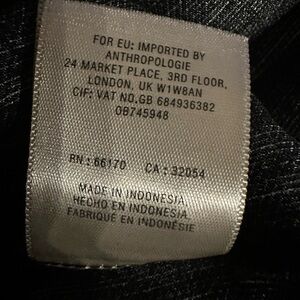 FOR EU: IMPORTED BY
ANTHROPOLOGIE
24 MARKET PLACE, 3RD FLOOR,
LONDON, UK W1W8AN
CIF: VAT NO.GB 684936382
08745948
RN : 66170 CA : 32054
MADE IN INDONESIA,
HECHO EN INDONESIA,
FABRIQUÉ EN INDONÉSIE